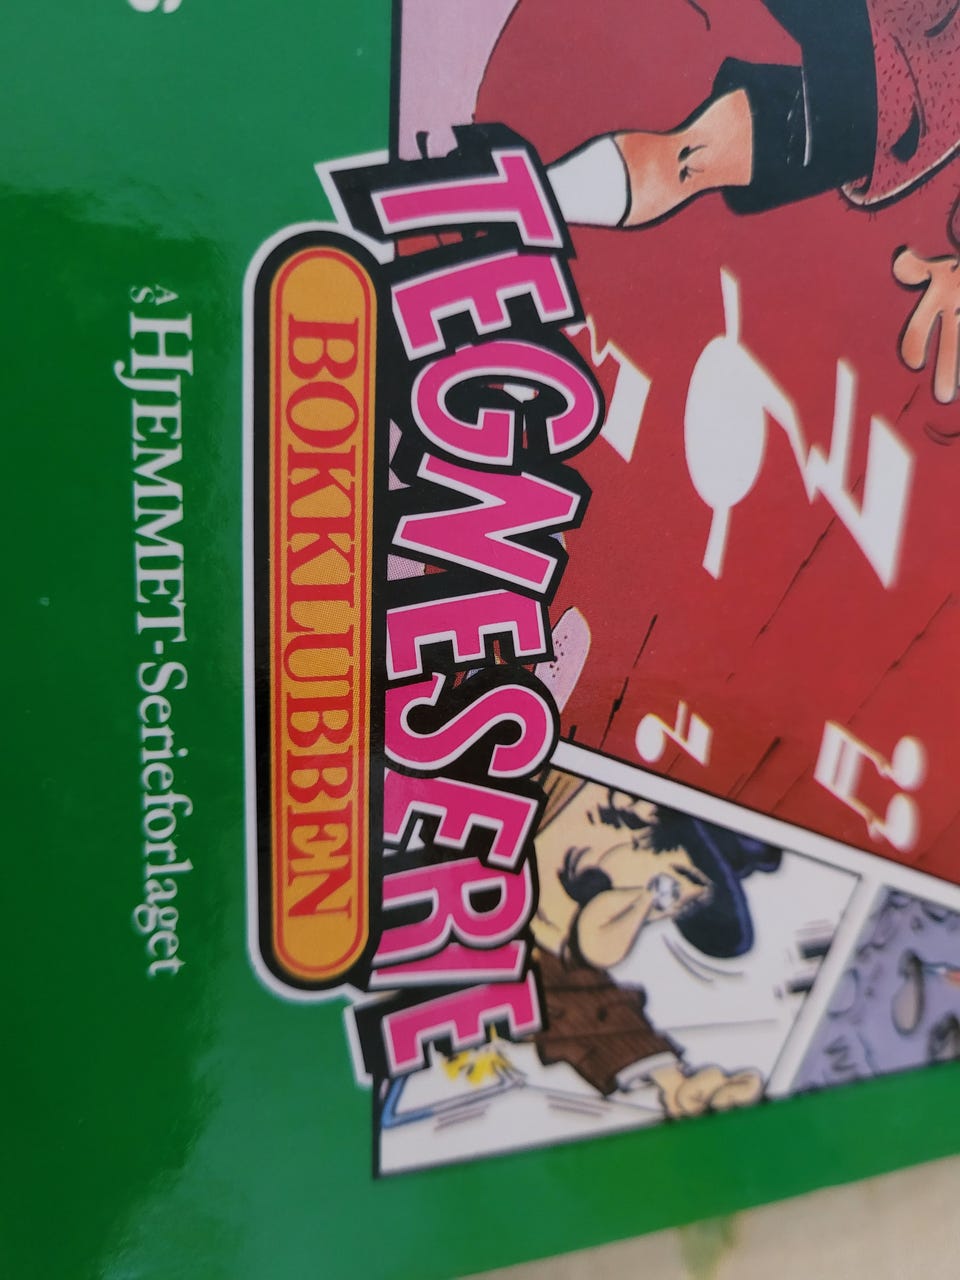 TEGNESERIE
BOKKLUBBEN
A/S HJEMMET-Serieforlaget